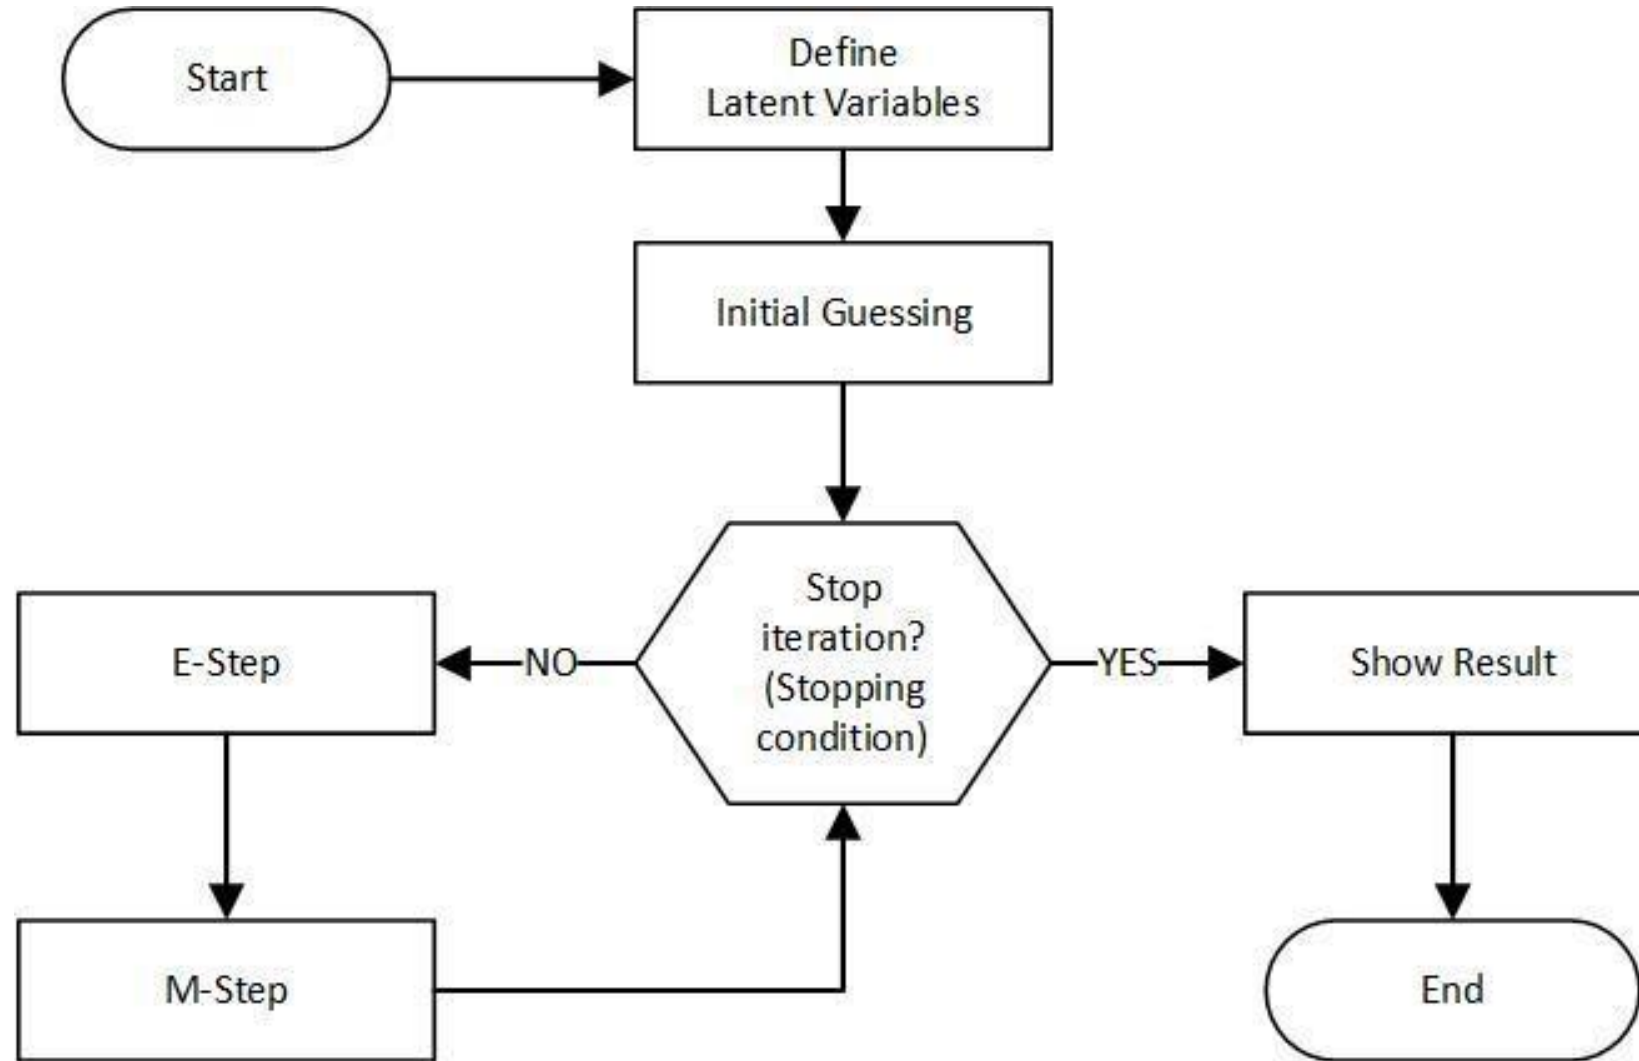 Start
Define
Latent Variables
Initial Guessing
Stop
iteration?
(Stopping
condition)
NO
YES
E-Step
Show Result
M-Step
End